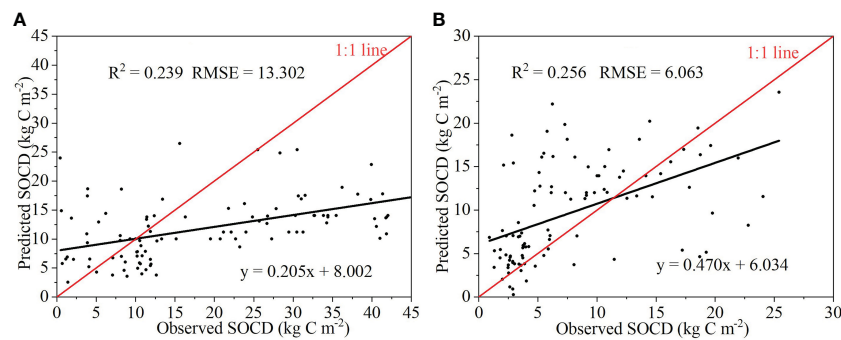 A
45
40
35
30
25
20
15
10
5
0
Predicted SOCD (kg C m⁻²)
1:1 line
R² = 0.239 RMSE = 13.302
y = 0.205x + 8.002
0 5 10 15 20 25 30 35 40 45
Observed SOCD (kg C m⁻²)
B
30
25
20
15
10
5
0
Predicted SOCD (kg C m⁻²)
1:1 line
R² = 0.256 RMSE = 6.063
y = 0.470x + 6.034
0 5 10 15 20 25 30
Observed SOCD (kg C m⁻²)